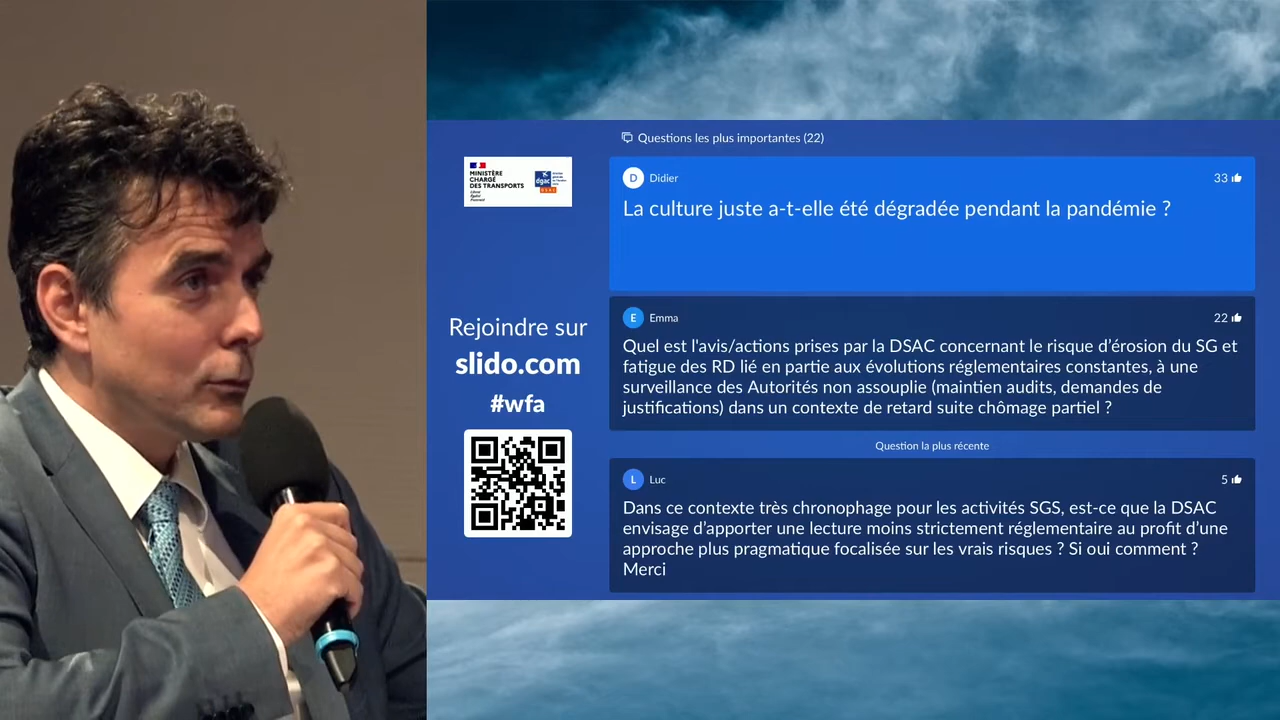 Questions les plus importantes (22)
MINISTÈRE
CHARGÉ
DES TRANSPORTS
Liberté
Égalité
Fraternité
dgac
dsac
D Didier 33
La culture juste a-t-elle été dégradée pendant la pandémie ?
Rejoindre sur
slido.com
#wfa
E Emma 22
Quel est l'avis/actions prises par la DSAC concernant le risque d’érosion du SG et
fatigue des RD lié en partie aux évolutions réglementaires constantes, à une
surveillance des Autorités non assouplie (maintien audits, demandes de
justifications) dans un contexte de retard suite chômage partiel ?
Question la plus récente
L Luc 5
Dans ce contexte très chronophage pour les activités SGS, est-ce que la DSAC
envisage d’apporter une lecture moins strictement réglementaire au profit d’une
approche plus pragmatique focalisée sur les vrais risques ? Si oui comment ?
Merci